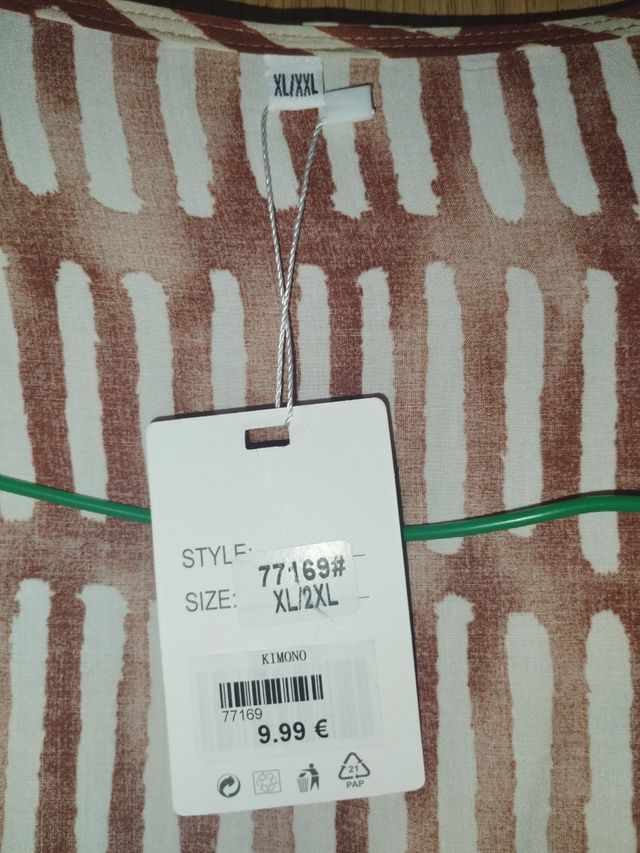 XL/XXL
STYLE:
77169#
SIZE: XL/2XL
KIMONO
77169
9.99 €
21
PAP